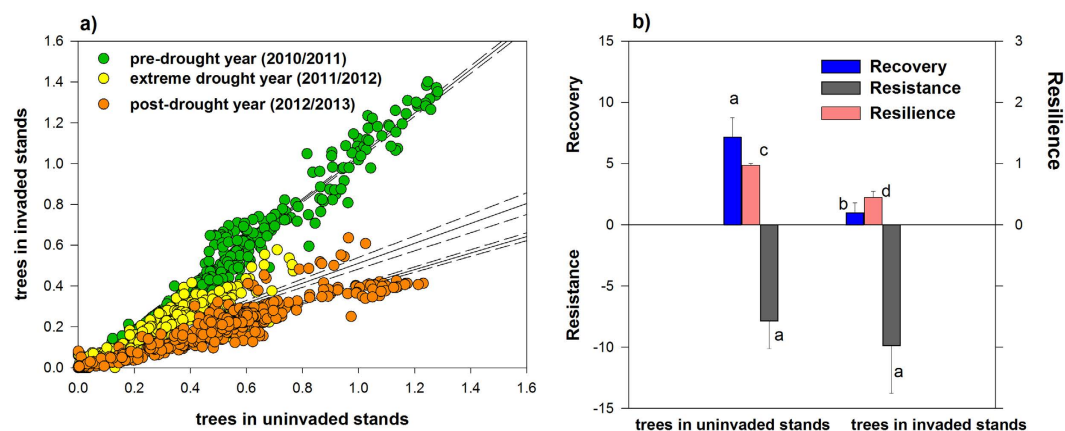 a)
1.6
1.4
1.2
1.0
0.8
0.6
0.4
0.2
0.0
trees in invaded stands
pre-drought year (2010/2011)
extreme drought year (2011/2012)
post-drought year (2012/2013)
0.0 0.2 0.4 0.6 0.8 1.0 1.2 1.4 1.6
trees in uninvaded stands
b)
15
10
5
0
-5
-10
-15
Recovery
Resistance
Recovery
Resistance
Resilience
a
c
a
b
d
a
3
2
1
0
Resilience
trees in uninvaded stands
trees in invaded stands